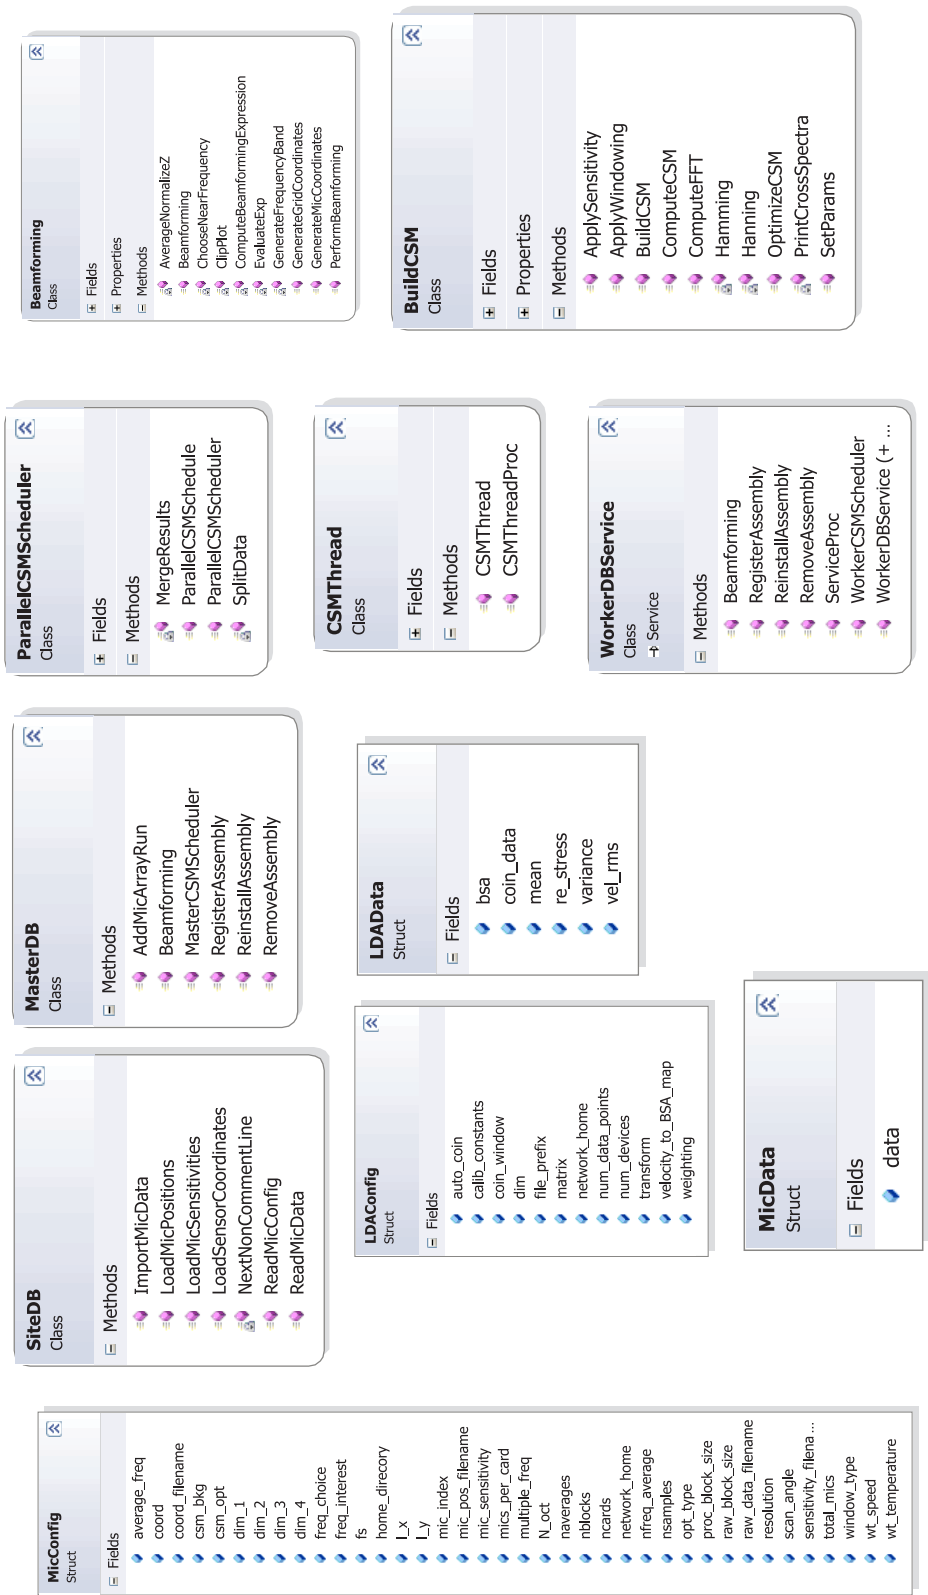 MicConfig
Struct
Fields
average_freq
coord
coord_filename
csm_bkg
csm_opt
dim_1
dim_2
dim_3
dim_4
freq_choice
freq_interest
fs
home_direcory
l_x
l_y
mic_index
mic_pos_filename
mic_sensitivity
mics_per_card
multiple_freq
N_oct
naverages
nblocks
ncards
network_home
nfreq_average
nsamples
opt_type
proc_block_size
raw_block_size
raw_data_filename
resolution
scan_angle
sensitivity_filena ...
total_mics
window_type
wt_speed
wt_temperature
SiteDB
Class
Methods
ImportMicData
LoadMicPositions
LoadMicSensitivities
LoadSensorCoordinates
NextNonCommentLine
ReadMicConfig
ReadMicData
LDAConfig
Struct
Fields
auto_coin
calib_constants
coin_window
dim
file_prefix
matrix
network_home
num_data_points
num_devices
transform
velocity_to_BSA_map
weighting
MicData
Struct
Fields
data
MasterDB
Class
Methods
AddMicArrayRun
Beamforming
MasterCSMScheduler
RegisterAssembly
ReinstallAssembly
RemoveAssembly
LDAData
Struct
Fields
bsa
coin_data
mean
re_stress
variance
vel_rms
ParallelCSMScheduler
Class
Fields
Methods
MergeResults
ParallelCSMSchedule
ParallelCSMScheduler
SplitData
CSMThread
Class
Fields
Methods
CSMThread
CSMThreadProc
WorkerDBService
Class
Service
Methods
Beamforming
RegisterAssembly
ReinstallAssembly
RemoveAssembly
ServiceProc
WorkerCSMScheduler
WorkerDBService (+ ...
Beamforming
Class
Fields
Properties
Methods
AverageNormalizeZ
Beamforming
ChooseNearFrequency
ClipPlot
ComputeBeamformingExpression
EvaluateExp
GenerateFrequencyBand
GenerateGridCoordinates
GenerateMicCoordinates
PerformBeamforming
BuildCSM
Class
Fields
Properties
Methods
ApplySensitivity
ApplyWindowing
BuildCSM
ComputeCSM
ComputeFFT
Hamming
Hanning
OptimizeCSM
PrintCrossSpectra
SetParams